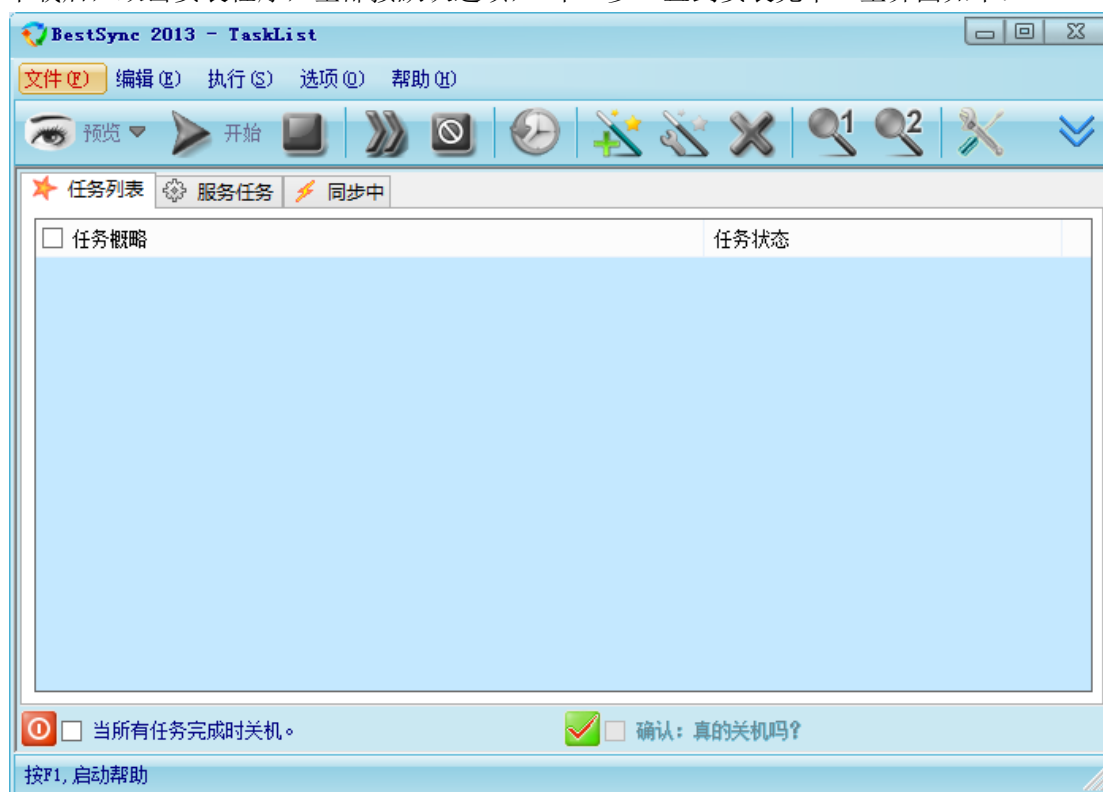 BestSync 2013 - TaskList
文件(F) 编辑(E) 执行(S) 选项(O) 帮助(H)
预览 开始 1 2
任务列表 服务任务 同步中
任务概略 任务状态
当所有任务完成时关机。 确认：真的关机吗？
按F1,启动帮助